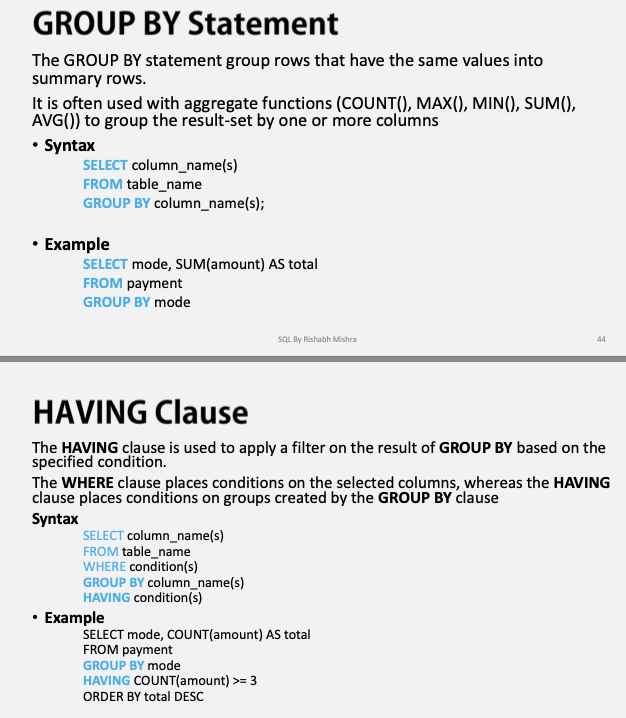 GROUP BY Statement
The GROUP BY statement group rows that have the same values into
summary rows.
It is often used with aggregate functions (COUNT(), MAX(), MIN(), SUM(),
AVG()) to group the result-set by one or more columns
• Syntax
SELECT column_name(s)
FROM table_name
GROUP BY column_name(s);
• Example
SELECT mode, SUM(amount) AS total
FROM payment
GROUP BY mode
SQL By Rishabh Mishra 44
HAVING Clause
The HAVING clause is used to apply a filter on the result of GROUP BY based on the
specified condition.
The WHERE clause places conditions on the selected columns, whereas the HAVING
clause places conditions on groups created by the GROUP BY clause
Syntax
SELECT column_name(s)
FROM table_name
WHERE condition(s)
GROUP BY column_name(s)
HAVING condition(s)
• Example
SELECT mode, COUNT(amount) AS total
FROM payment
GROUP BY mode
HAVING COUNT(amount) >= 3
ORDER BY total DESC